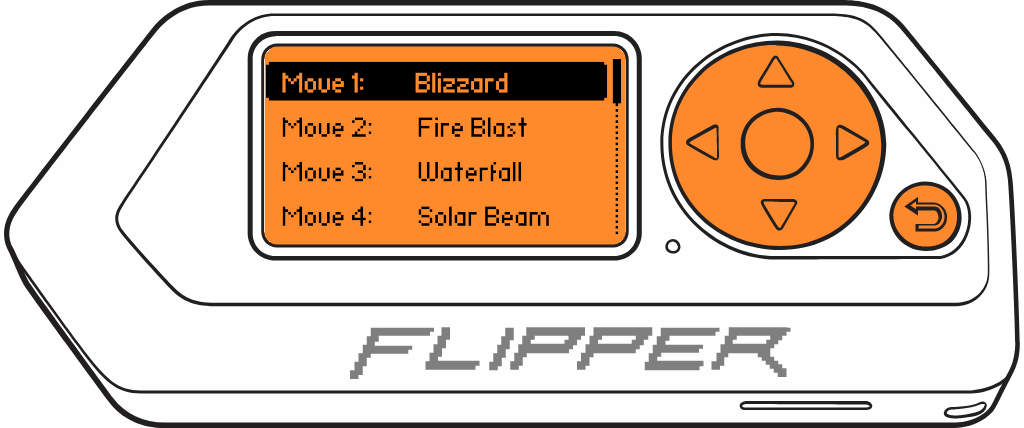 Move 1: Blizzard
Move 2: Fire Blast
Move 3: Waterfall
Move 4: Solar Beam
FLIPPER